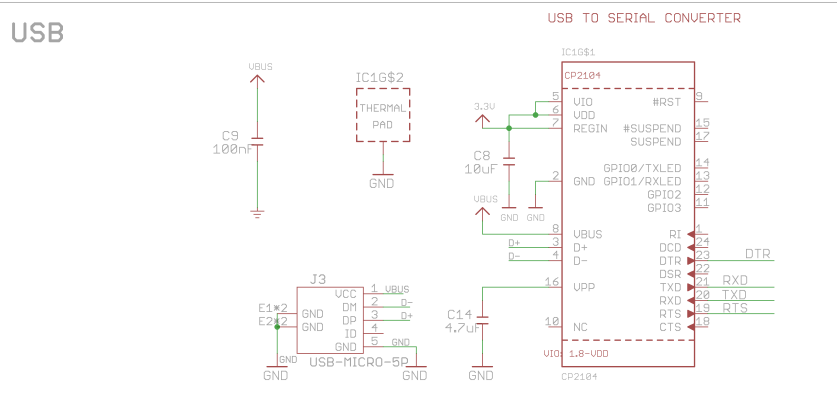 USB
USB TO SERIAL CONVERTER
VBUS
C9
100nF
IC1G$2
THERMAL
PAD
GND
IC1G$1
CP2104
3.3V
C8
10uF
GND
GND
VBUS
D+
D-
C14
4.7uF
GND
5 VIO
6 VDD
7 REGIN
2 GND
8 VBUS
3 D+
4 D-
16 VPP
10 NC
#RST 9
#SUSPEND 15
SUSPEND 17
GPIO0/TXLED 14
GPIO1/RXLED 13
GPIO2 12
GPIO3 11
RI 1
DCD 24
DTR 23 DTR
DSR 22
TXD 21 RXD
RXD 20 TXD
RTS 19 RTS
CTS 18
VIO: 1.8-VDD
CP2104
J3
E1*2 GND
E2*2 GND
VCC 1 VBUS
DM 2 D-
DP 3 D+
ID 4
GND 5 GND
GND
USB-MICRO-5P
GND
GND